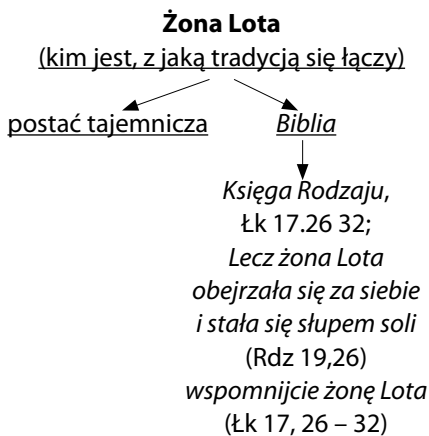 Żona Lota
(kim jest, z jaką tradycją się łączy)
postać tajemnicza
Biblia
Księga Rodzaju,
Łk 17.26 32;
Lecz żona Lota
obejrzała się za siebie
i stała się słupem soli
(Rdz 19,26)
wspomnijcie żonę Lota
(Łk 17, 26 – 32)